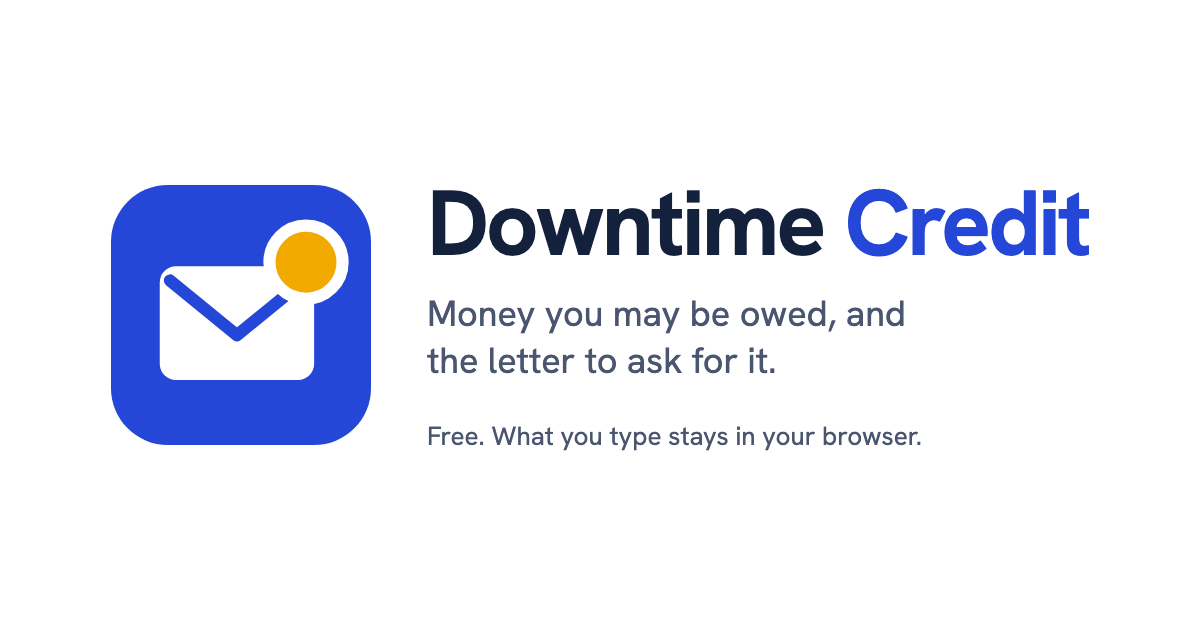 Downtime Credit
Money you may be owed, and
the letter to ask for it.
Free. What you type stays in your browser.